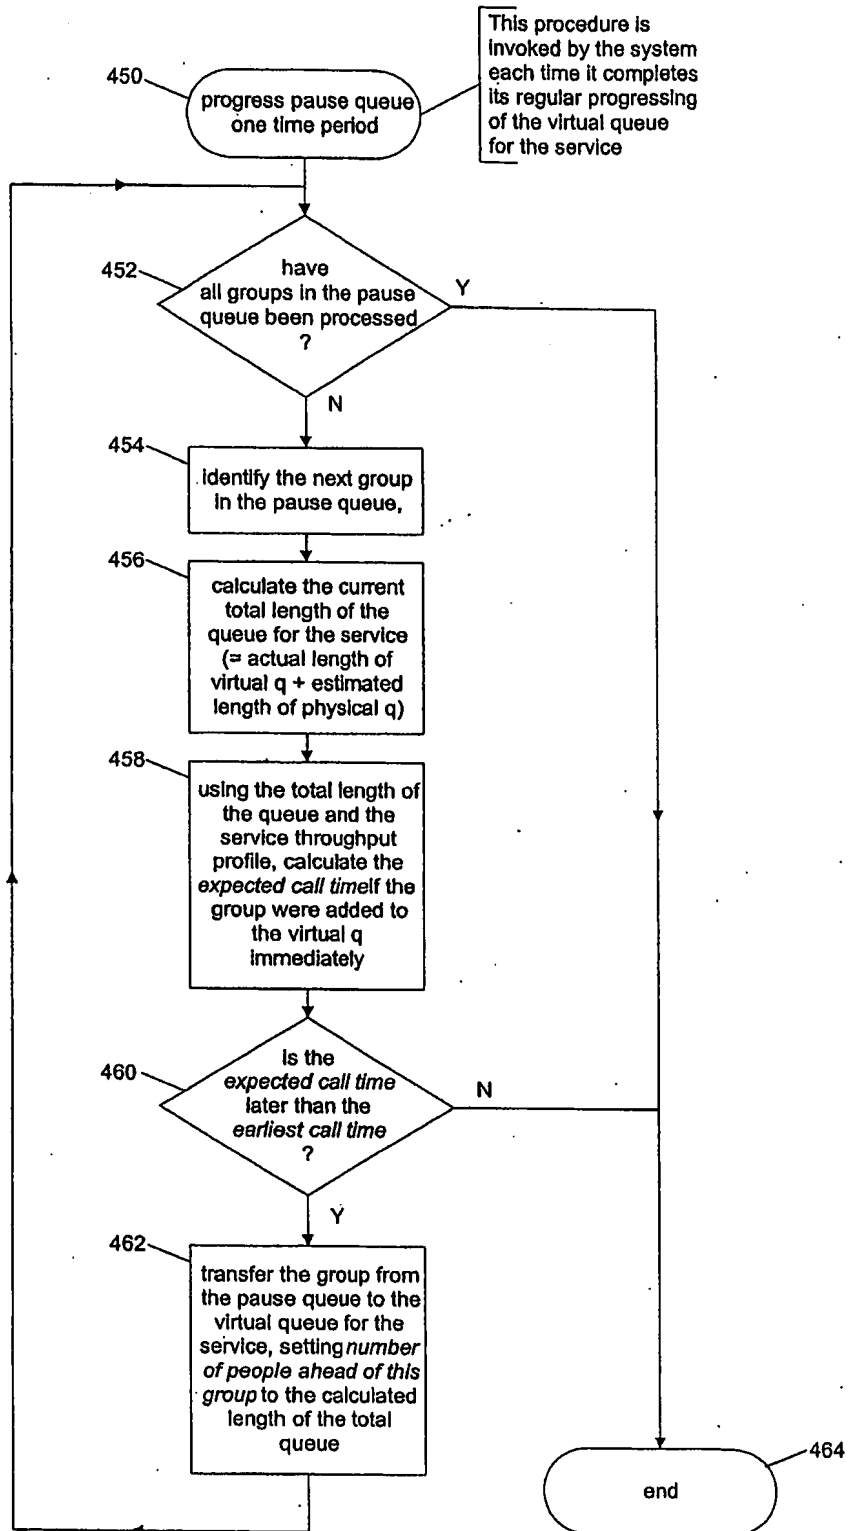 This procedure is
invoked by the system
each time it completes
its regular progressing
of the virtual queue
for the service
450
progress pause queue
one time period
452
have
all groups in the pause
queue been processed
?
Y
N
454
identify the next group
in the pause queue,
456
calculate the current
total length of the
queue for the service
(= actual length of
virtual q + estimated
length of physical q)
458
using the total length of
the queue and the
service throughput
profile, calculate the
expected call timeif the
group were added to
the virtual q
immediately
460
is the
expected call time
later than the
earliest call time
?
N
Y
462
transfer the group from
the pause queue to the
virtual queue for the
service, setting number
of people ahead of this
group to the calculated
length of the total
queue
464
end